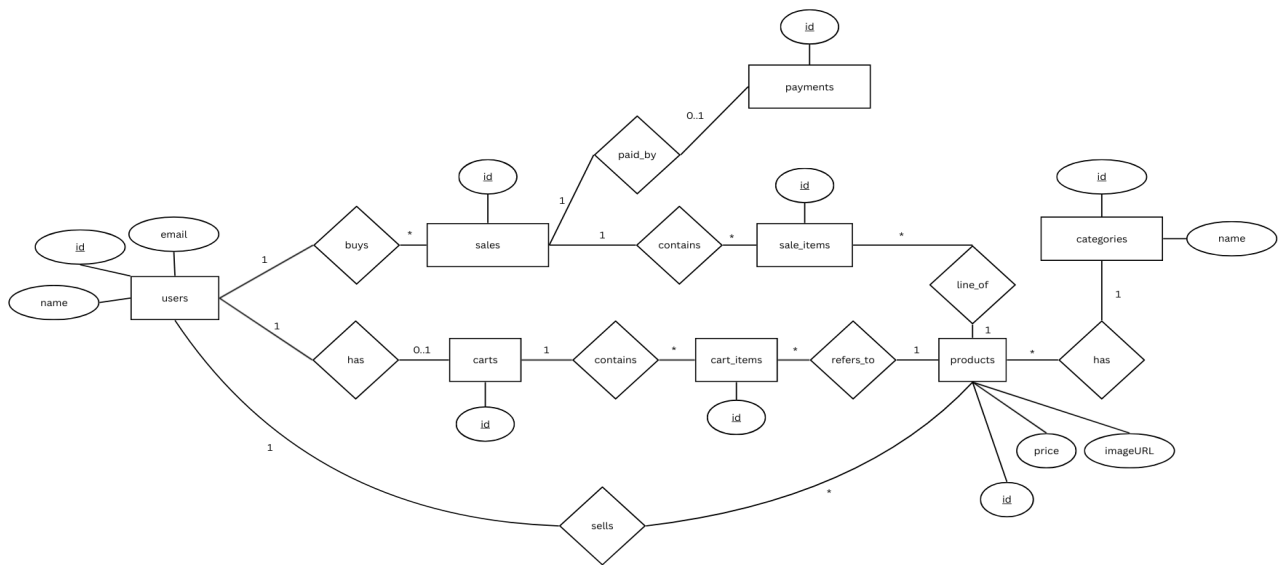 id
payments
0..1
paid_by
id
id
id
1
email
id
buys
*
sales
1
contains
*
sale_items
*
categories
name
1
name
users
line_of
1
1
has
0..1
carts
1
contains
*
cart_items
*
refers_to
1
products
1
*
has
id
id
price
imageURL
1
*
id
sells